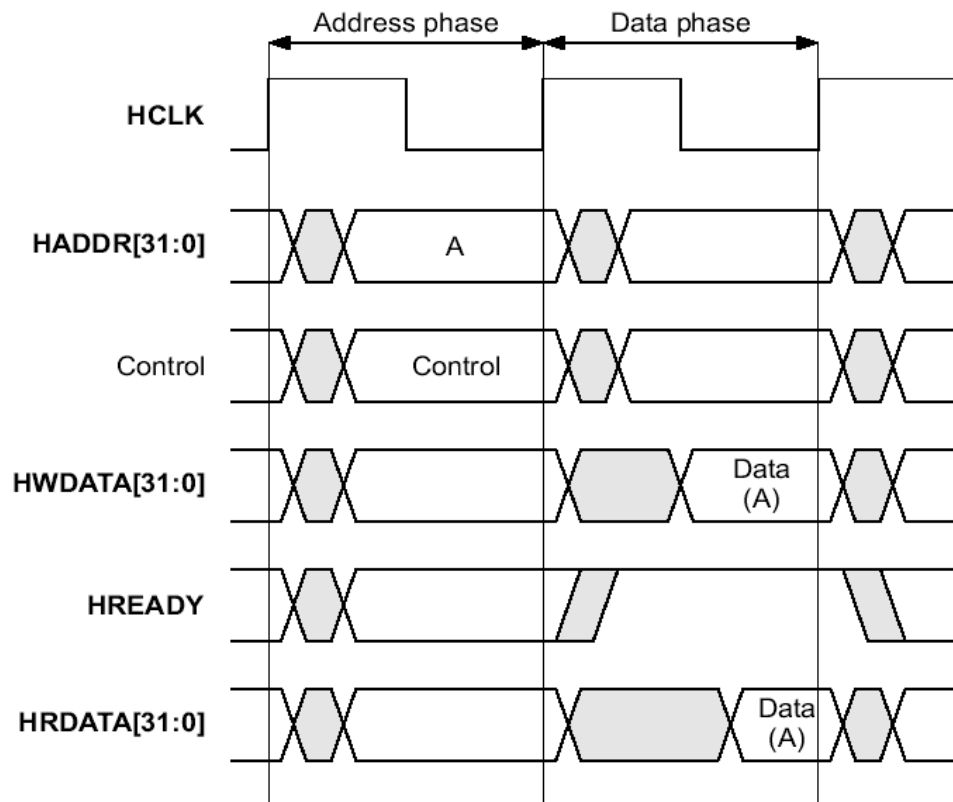 Address phase
Data phase
HCLK
HADDR[31:0]
A
Control
Control
HWDATA[31:0]
Data
(A)
HREADY
HRDATA[31:0]
Data
(A)